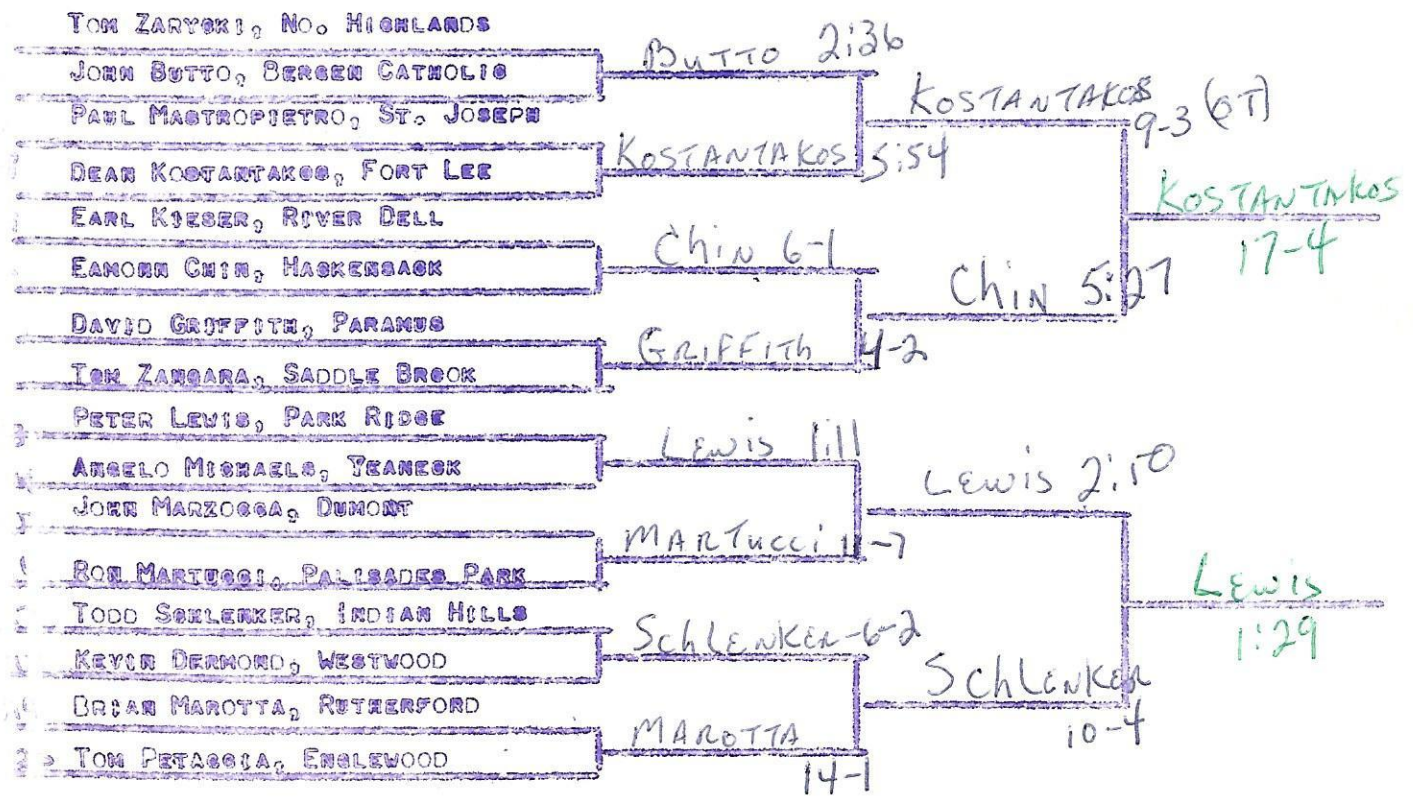 TOM ZARYSKI, NO. HIGHLANDS
JOHN BUTTO, BERGEN CATHOLIC
PAUL MASTROPIETRO, ST. JOSEPH
DEAN KOSTANTAKOS, FORT LEE
EARL KIESER, RIVER DELL
EAMONN CHIN, HACKENSACK
DAVID GRIFFITH, PARAMUS
TOM ZANGARA, SADDLE BROOK
PETER LEWIS, PARK RIDGE
ANGELO MICHAELS, TEANECK
JOHN MARZOCCA, DUMONT
RON MARTUCCI, PALISADES PARK
TODD SCHLENKER, INDIAN HILLS
KEVIN DERMOND, WESTWOOD
BRIAN MAROTTA, RUTHERFORD
TOM PETACCIA, ENGLEWOOD
BUTTO 2:36
KOSTANTAKOS 5:54
ChiN 6-1
GRIFFITh 4-2
LEWIS 1:11
MARTucci 11-7
SchLENKER-6-2
MAROTTA
14-1
KOSTANTAKOS
9-3 (OT)
ChiN 5:27
LEWIS 2:50
SChLENKER
10-4
KOSTANTAKOS
17-4
LEWIS
1:29